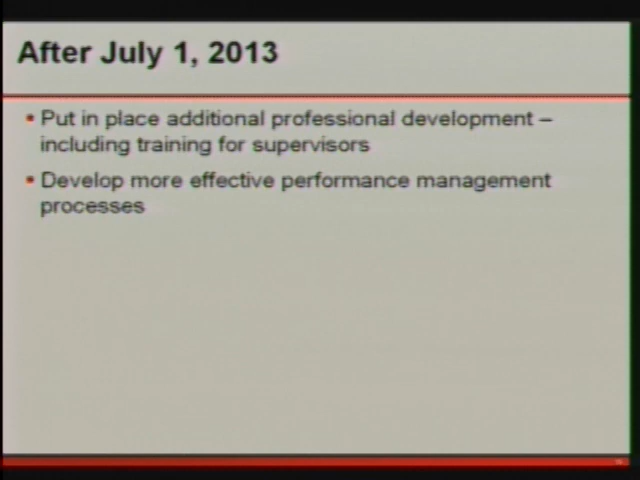 After July 1, 2013
▪ Put in place additional professional development –
including training for supervisors
▪ Develop more effective performance management
processes